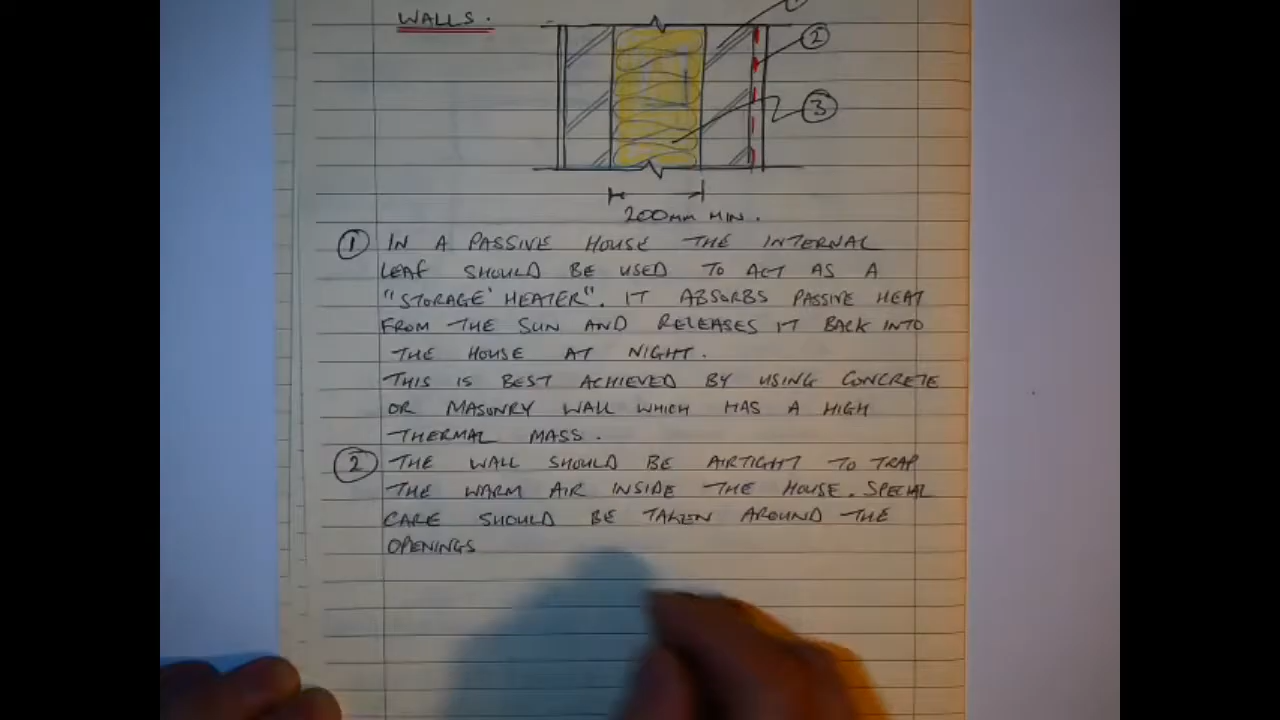 WALLS.
2
3
200MM MIN.
1 IN A PASSIVE HOUSE THE INTERNAL
LEAF SHOULD BE USED TO ACT AS A
"STORAGE' HEATER". IT ABSORBS PASSIVE HEAT
FROM THE SUN AND RELEASES IT BACK INTO
THE HOUSE AT NIGHT.
THIS IS BEST ACHIEVED BY USING CONCRETE
OR MASONRY WALL WHICH HAS A HIGH
THERMAL MASS.
2 THE WALL SHOULD BE AIRTIGHT TO TRAP
THE WARM AIR INSIDE THE HOUSE. SPECIAL
CARE SHOULD BE TAKEN AROUND THE
OPENINGS